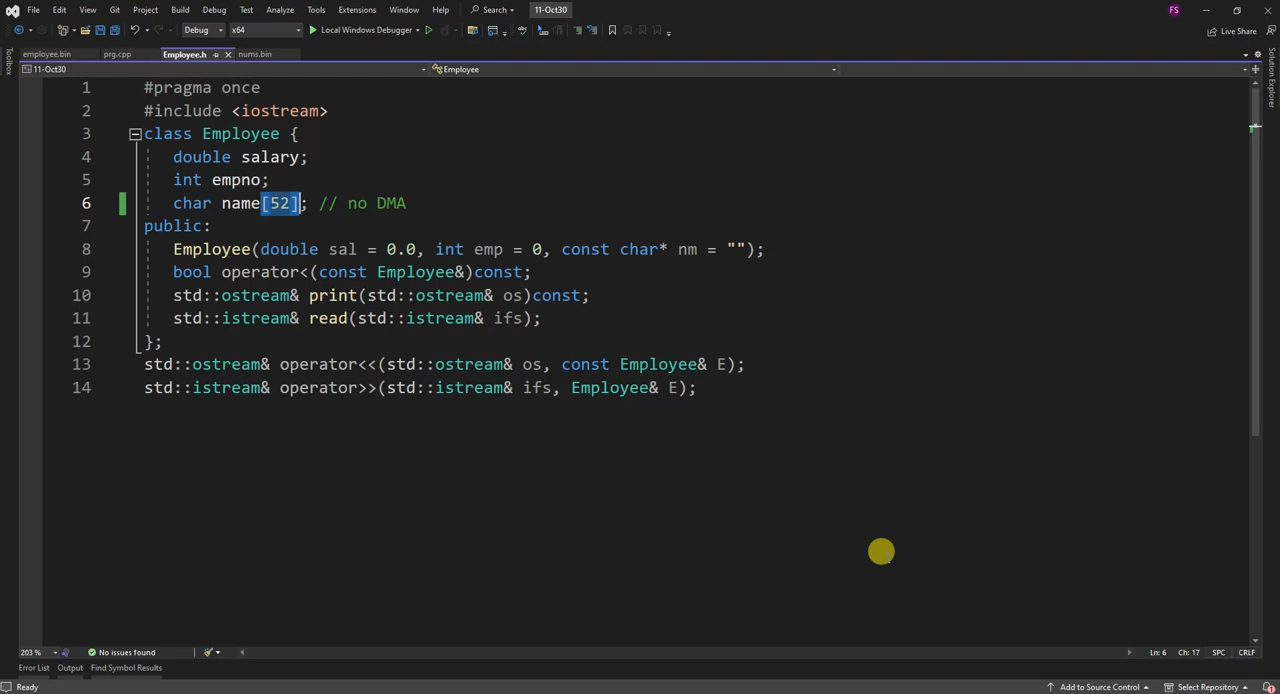 File Edit View Git Project Build Debug Test Analyze Tools Extensions Window Help Search 11-Oct30 FS
Debug x64 Local Windows Debugger Live Share
employee.bin prg.cpp Employee.h nums.bin
11-Oct30 Employee
Toolbox
Solution Explorer
1 #pragma once
2 #include <iostream>
3 class Employee {
4 double salary;
5 int empno;
6 char name[52]; // no DMA
7 public:
8 Employee(double sal = 0.0, int emp = 0, const char* nm = "");
9 bool operator<(const Employee&)const;
10 std::ostream& print(std::ostream& os)const;
11 std::istream& read(std::istream& ifs);
12 };
13 std::ostream& operator<<(std::ostream& os, const Employee& E);
14 std::istream& operator>>(std::istream& ifs, Employee& E);
203 % No issues found Ln: 6 Ch: 17 SPC CRLF
Error List Output Find Symbol Results
Ready Add to Source Control Select Repository 1